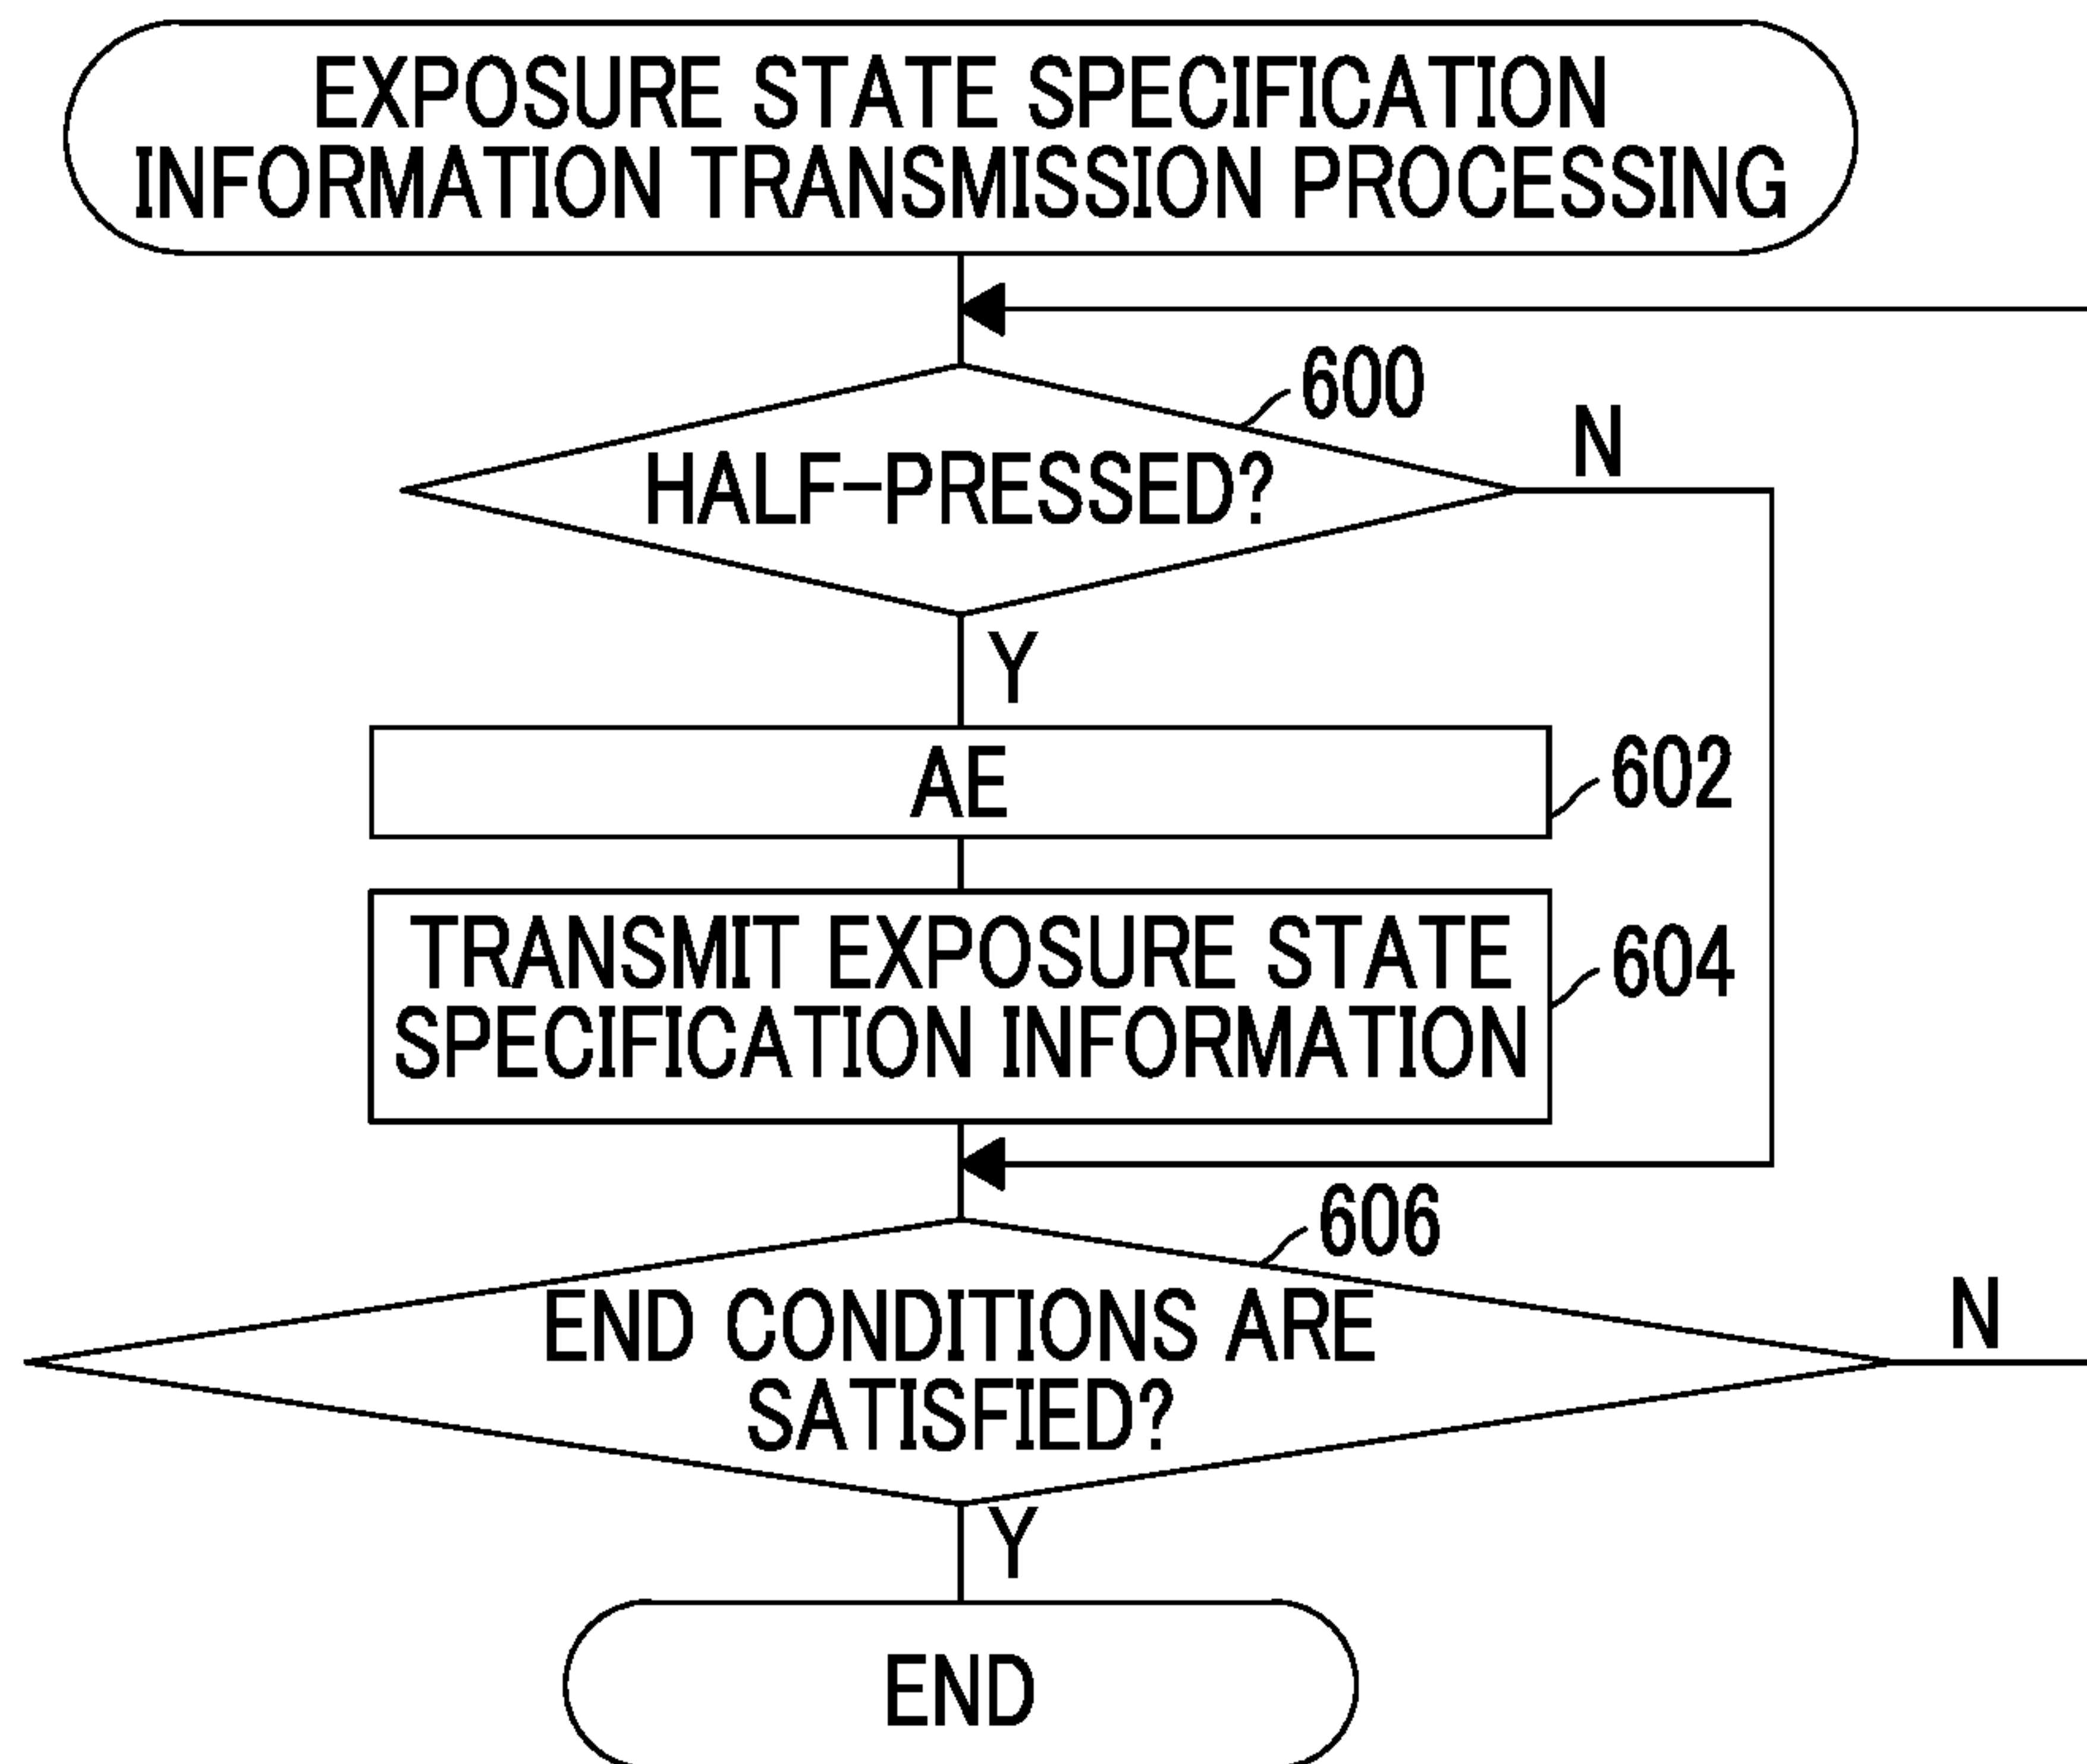 EXPOSURE STATE SPECIFICATION
INFORMATION TRANSMISSION PROCESSING
600
N
HALF-PRESSED?
Y
AE
602
TRANSMIT EXPOSURE STATE
SPECIFICATION INFORMATION
604
606
END CONDITIONS ARE
SATISFIED?
N
Y
END